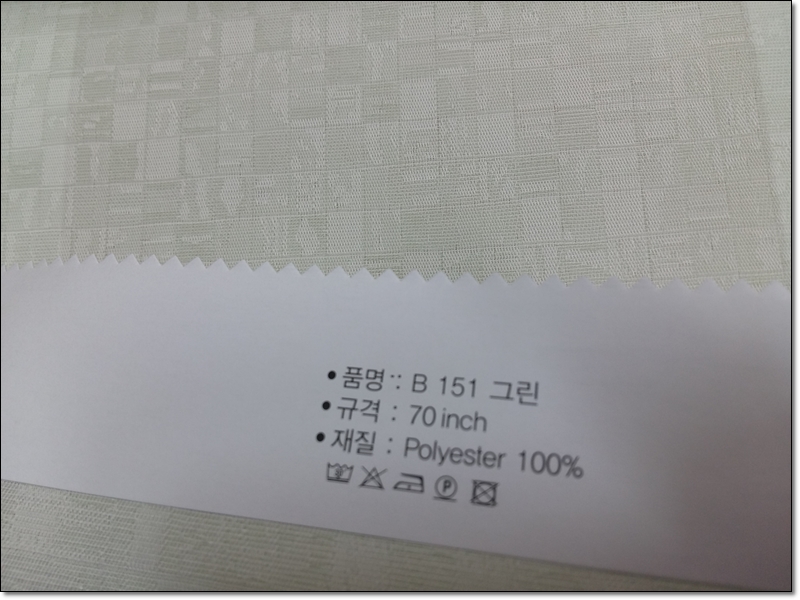 •품명 : B 151 그린
•규격 : 70 inch
•재질 : Polyester 100%
P